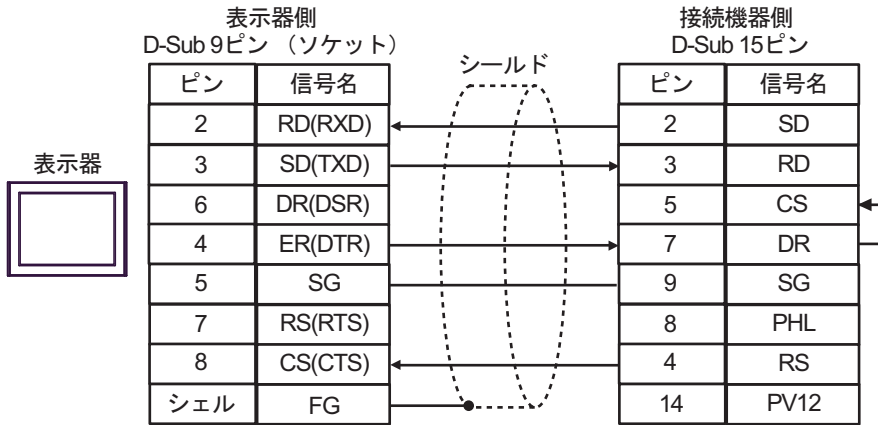 表示器側
D-Sub 9ピン （ソケット）
接続機器側
D-Sub 15ピン
シールド
表示器
ピン 信号名 ピン 信号名
2 RD(RXD) 2 SD
3 SD(TXD) 3 RD
6 DR(DSR) 5 CS
4 ER(DTR) 7 DR
5 SG 9 SG
7 RS(RTS) 8 PHL
8 CS(CTS) 4 RS
シェル FG 14 PV12